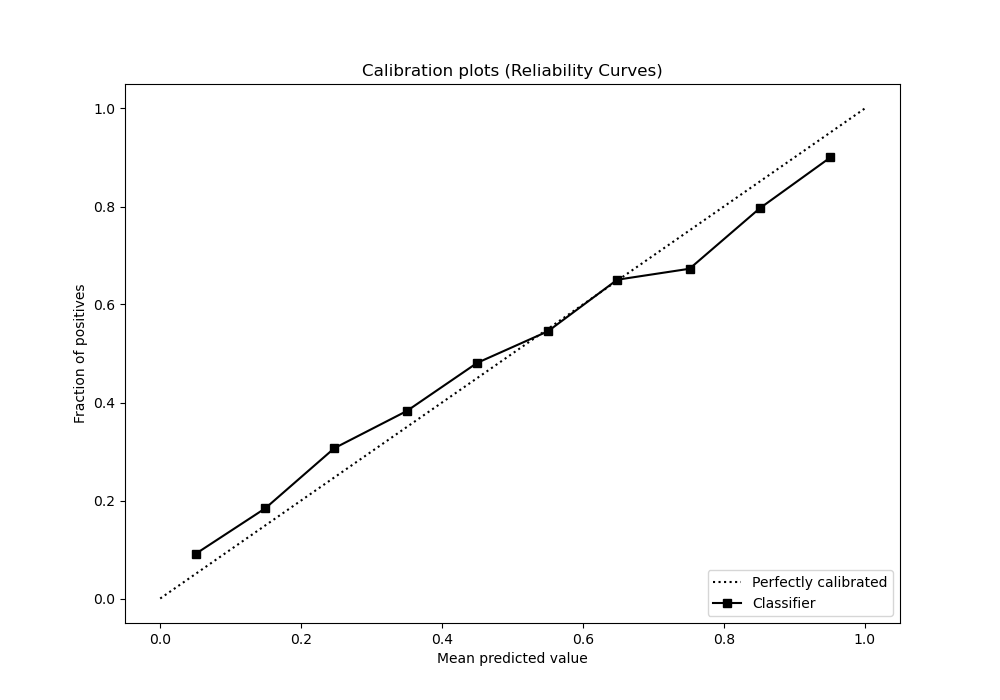 Calibration plots (Reliability Curves)
1.0
0.8
0.6
0.4
0.2
0.0
Fraction of positives
Perfectly calibrated
Classifier
0.0 0.2 0.4 0.6 0.8 1.0
Mean predicted value